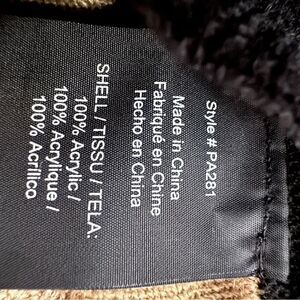 Style # PA281
Made in China
Fabriqué en Chine
Hecho en China
SHELL / TISSU / TELA:
100% Acrylic /
100% Acrylique /
100% Acrílico